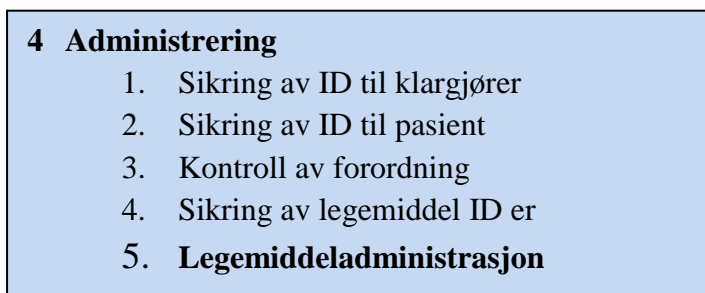 4 Administrering
1. Sikring av ID til klargjører
2. Sikring av ID til pasient
3. Kontroll av forordning
4. Sikring av legemiddel ID er
5. Legemiddeladministrasjon